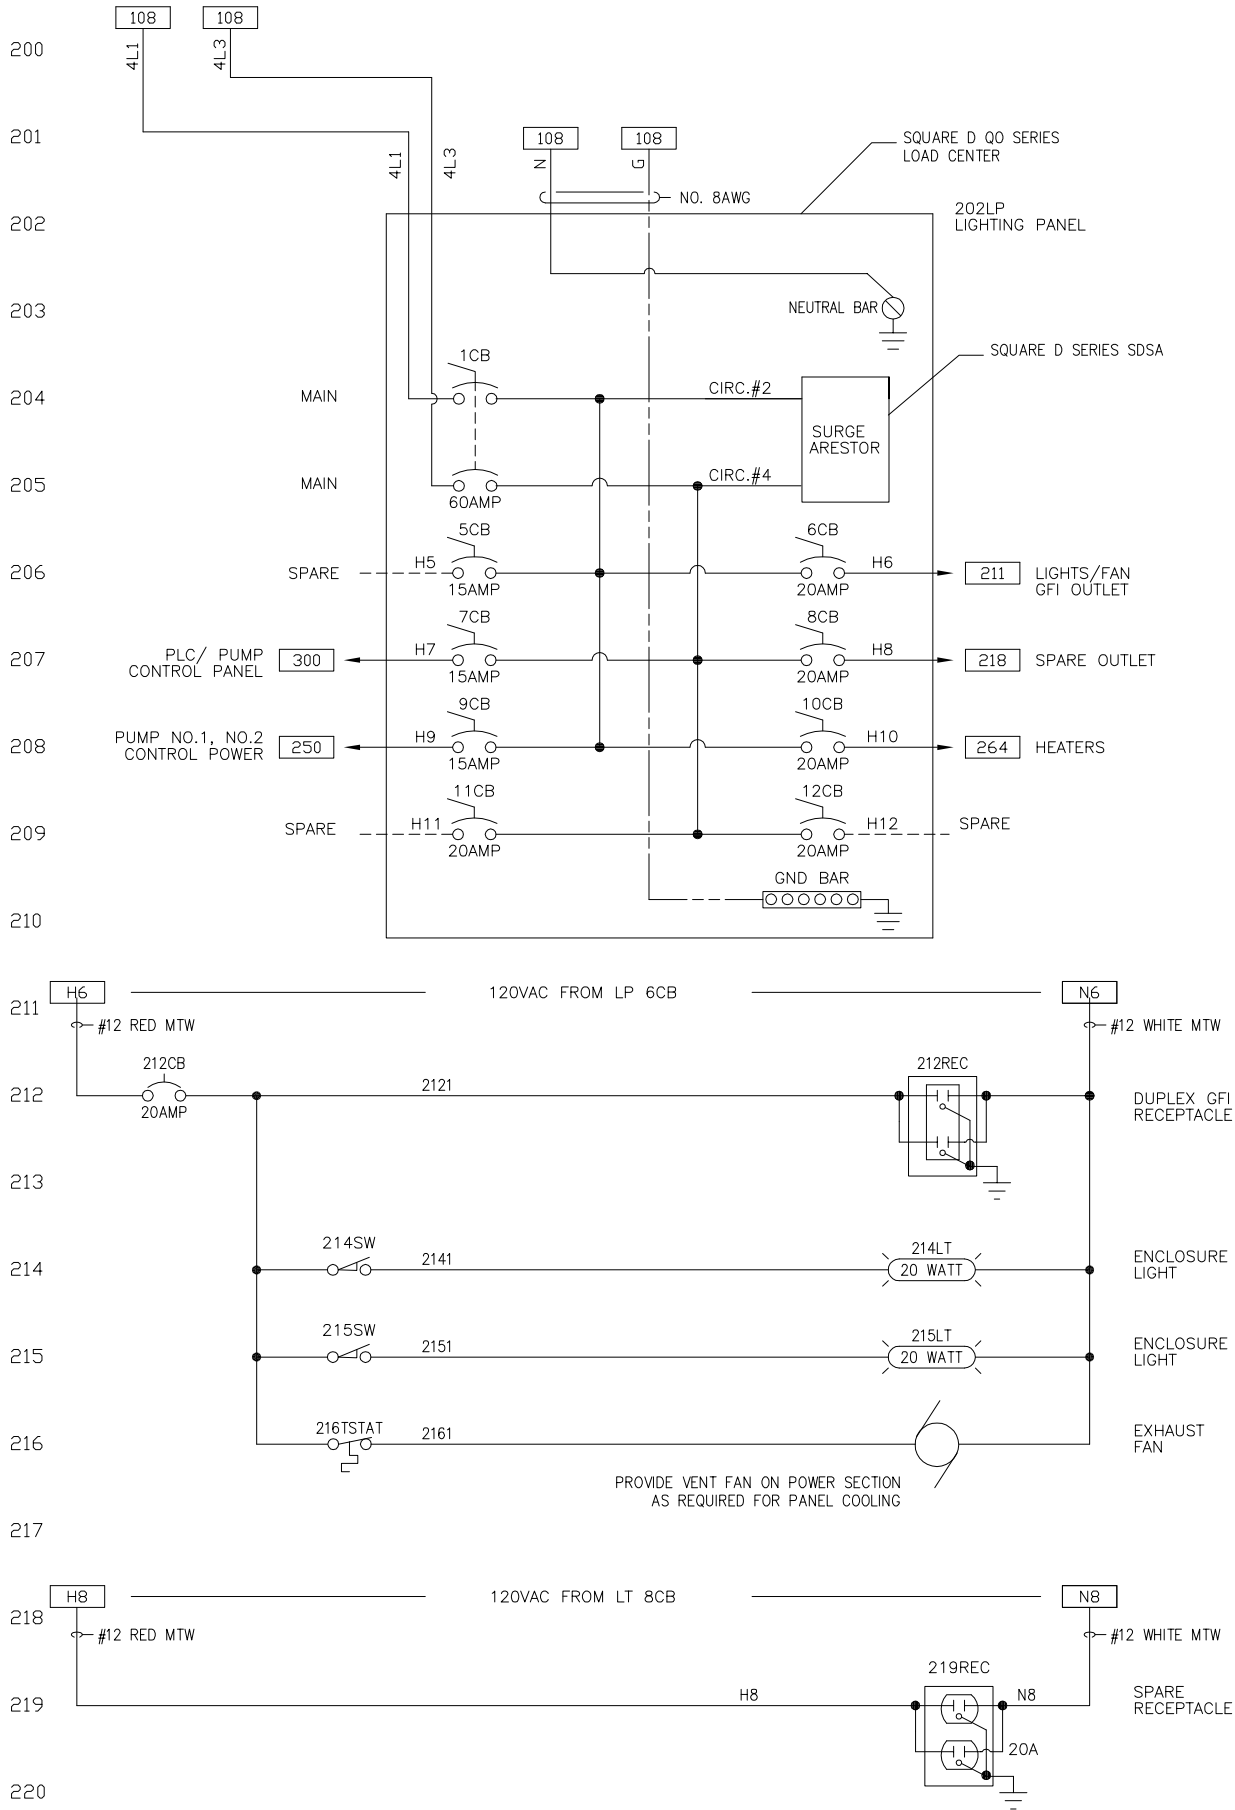 108 108
200
4L1 4L3
201
108 108
SQUARE D QO SERIES
LOAD CENTER
4L1 4L3
N G
NO. 8AWG
202
202LP
LIGHTING PANEL
203
NEUTRAL BAR
1CB
SQUARE D SERIES SDSA
204
MAIN
CIRC.#2
SURGE
ARESTOR
205
MAIN
CIRC.#4
60AMP
5CB 6CB
206
SPARE
H5
H6
211
LIGHTS/FAN
GFI OUTLET
15AMP 20AMP
7CB 8CB
207
PLC/ PUMP
CONTROL PANEL
300
H7
H8
218
SPARE OUTLET
15AMP 20AMP
9CB 10CB
208
PUMP NO.1, NO.2
CONTROL POWER
250
H9
H10
264
HEATERS
15AMP 20AMP
11CB 12CB
209
SPARE
H11
H12
SPARE
20AMP 20AMP
GND BAR
210
H6
120VAC FROM LP 6CB
N6
211
#12 RED MTW
#12 WHITE MTW
212CB
212REC
212
2121
20AMP
DUPLEX GFI
RECEPTACLE
213
214SW
214LT
214
2141
20 WATT
ENCLOSURE
LIGHT
215SW
215LT
215
2151
20 WATT
ENCLOSURE
LIGHT
216TSTAT
216
2161
EXHAUST
FAN
PROVIDE VENT FAN ON POWER SECTION
AS REQUIRED FOR PANEL COOLING
217
H8
120VAC FROM LT 8CB
N8
218
#12 RED MTW
#12 WHITE MTW
219REC
219
H8
N8
SPARE
RECEPTACLE
20A
220